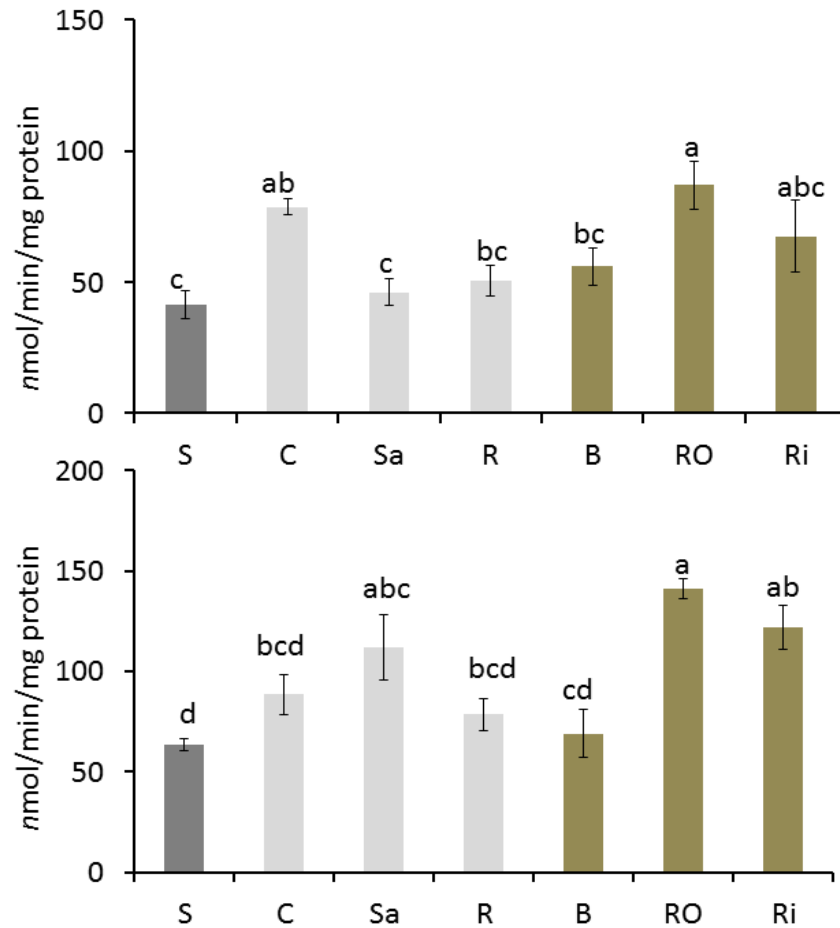 150
100
50
0
nmol/min/mg protein
c
ab
c
bc
bc
a
abc
S C Sa R B RO Ri
200
150
100
50
0
nmol/min/mg protein
d
bcd
abc
bcd
cd
a
ab
S C Sa R B RO Ri